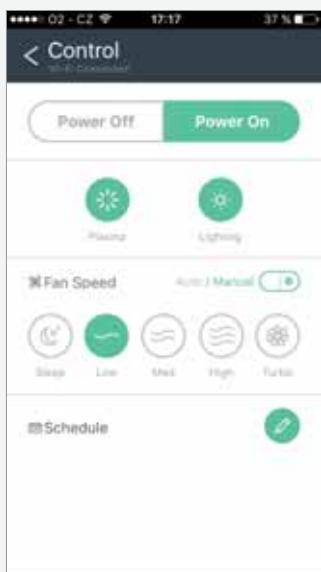 O2 - CZ 17:17 37 %
Control
Wi-Fi Connected
Power Off Power On
Plasma Lighting
Fan Speed Auto / Manual
Sleep Low Med High Turbo
Schedule